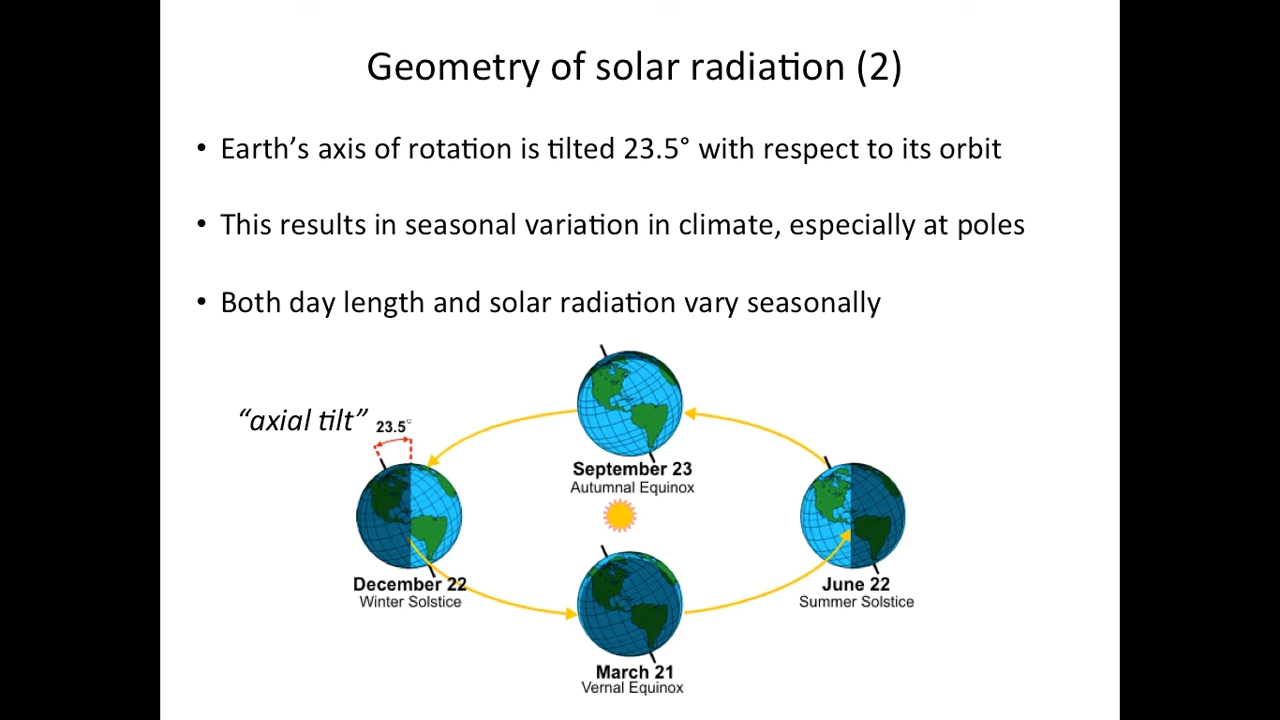 Geometry of solar radiation (2)
• Earth’s axis of rotation is tilted 23.5° with respect to its orbit
• This results in seasonal variation in climate, especially at poles
• Both day length and solar radiation vary seasonally
“axial tilt”
23.5°
September 23
Autumnal Equinox
December 22
Winter Solstice
June 22
Summer Solstice
March 21
Vernal Equinox